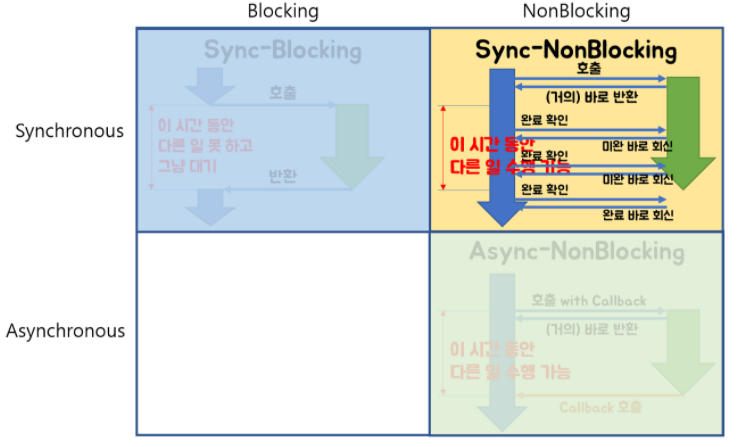 Blocking
NonBlocking
Synchronous
Sync-Blocking
호출
이 시간 동안
다른 일 못 하고
그냥 대기
반환
Sync-NonBlocking
호출
(거의) 바로 반환
완료 확인
미완 바로 회신
이 시간 동안
다른 일 수행 가능
완료 확인
미완 바로 회신
완료 확인
완료 바로 회신
Asynchronous
Async-NonBlocking
호출 with Callback
(거의) 바로 반환
이 시간 동안
다른 일 수행 가능
Callback 호출